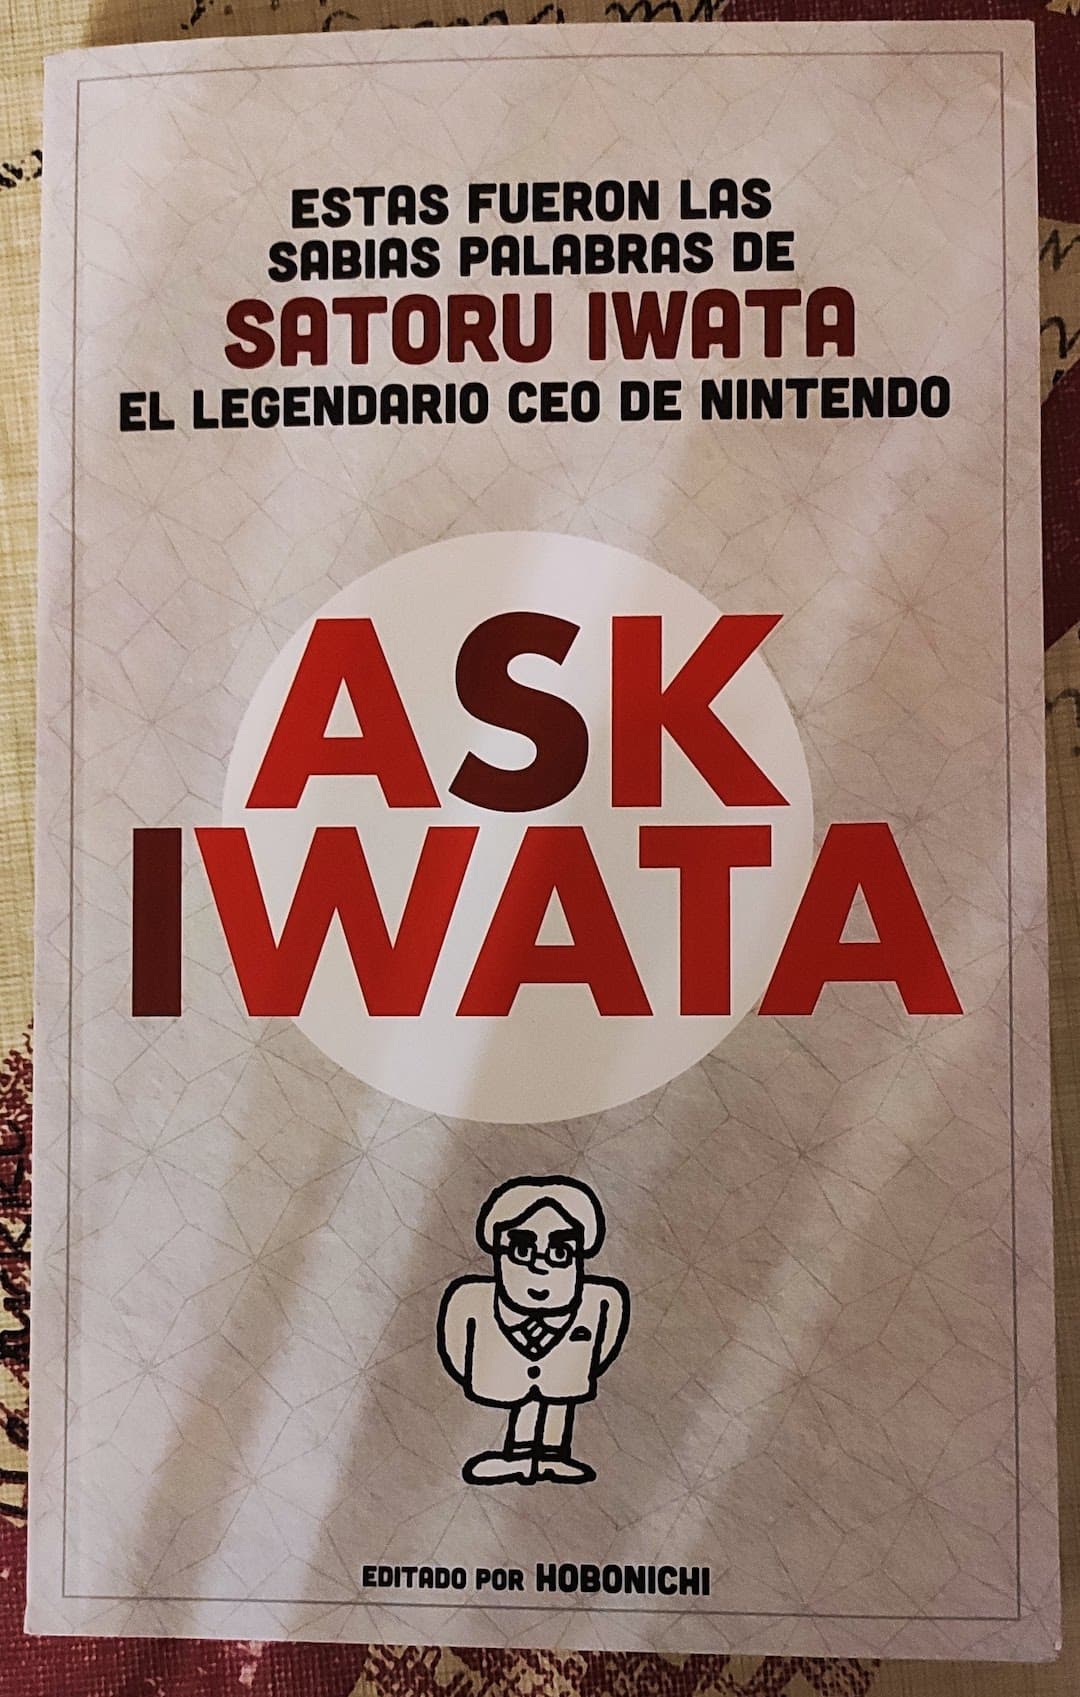 ESTAS FUERON LAS
SABIAS PALABRAS DE
SATORU IWATA
EL LEGENDARIO CEO DE NINTENDO
ASK
IWATA
EDITADO POR HOBONICHI